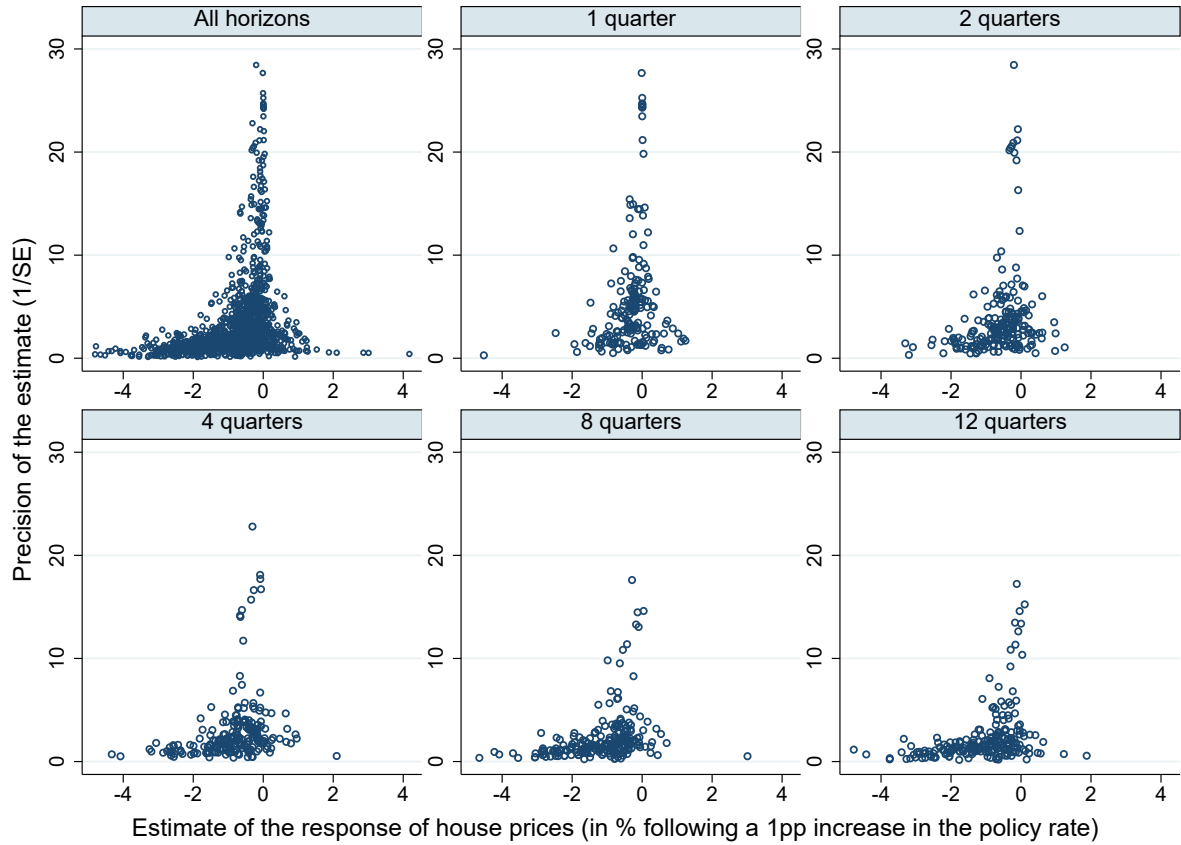 All horizons
1 quarter
2 quarters
30
20
10
0
-4 -2 0 2 4
30
20
10
0
-4 -2 0 2 4
30
20
10
0
-4 -2 0 2 4
4 quarters
8 quarters
12 quarters
30
20
10
0
-4 -2 0 2 4
30
20
10
0
-4 -2 0 2 4
30
20
10
0
-4 -2 0 2 4
Precision of the estimate (1/SE)
Estimate of the response of house prices (in % following a 1pp increase in the policy rate)